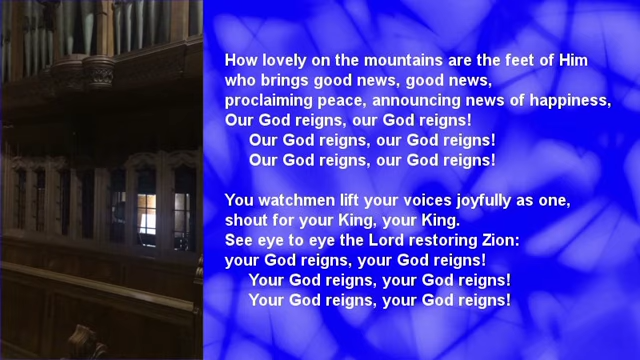 How lovely on the mountains are the feet of Him
who brings good news, good news,
proclaiming peace, announcing news of happiness,
Our God reigns, our God reigns!
Our God reigns, our God reigns!
Our God reigns, our God reigns!
You watchmen lift your voices joyfully as one,
shout for your King, your King.
See eye to eye the Lord restoring Zion:
your God reigns, your God reigns!
Your God reigns, your God reigns!
Your God reigns, your God reigns!